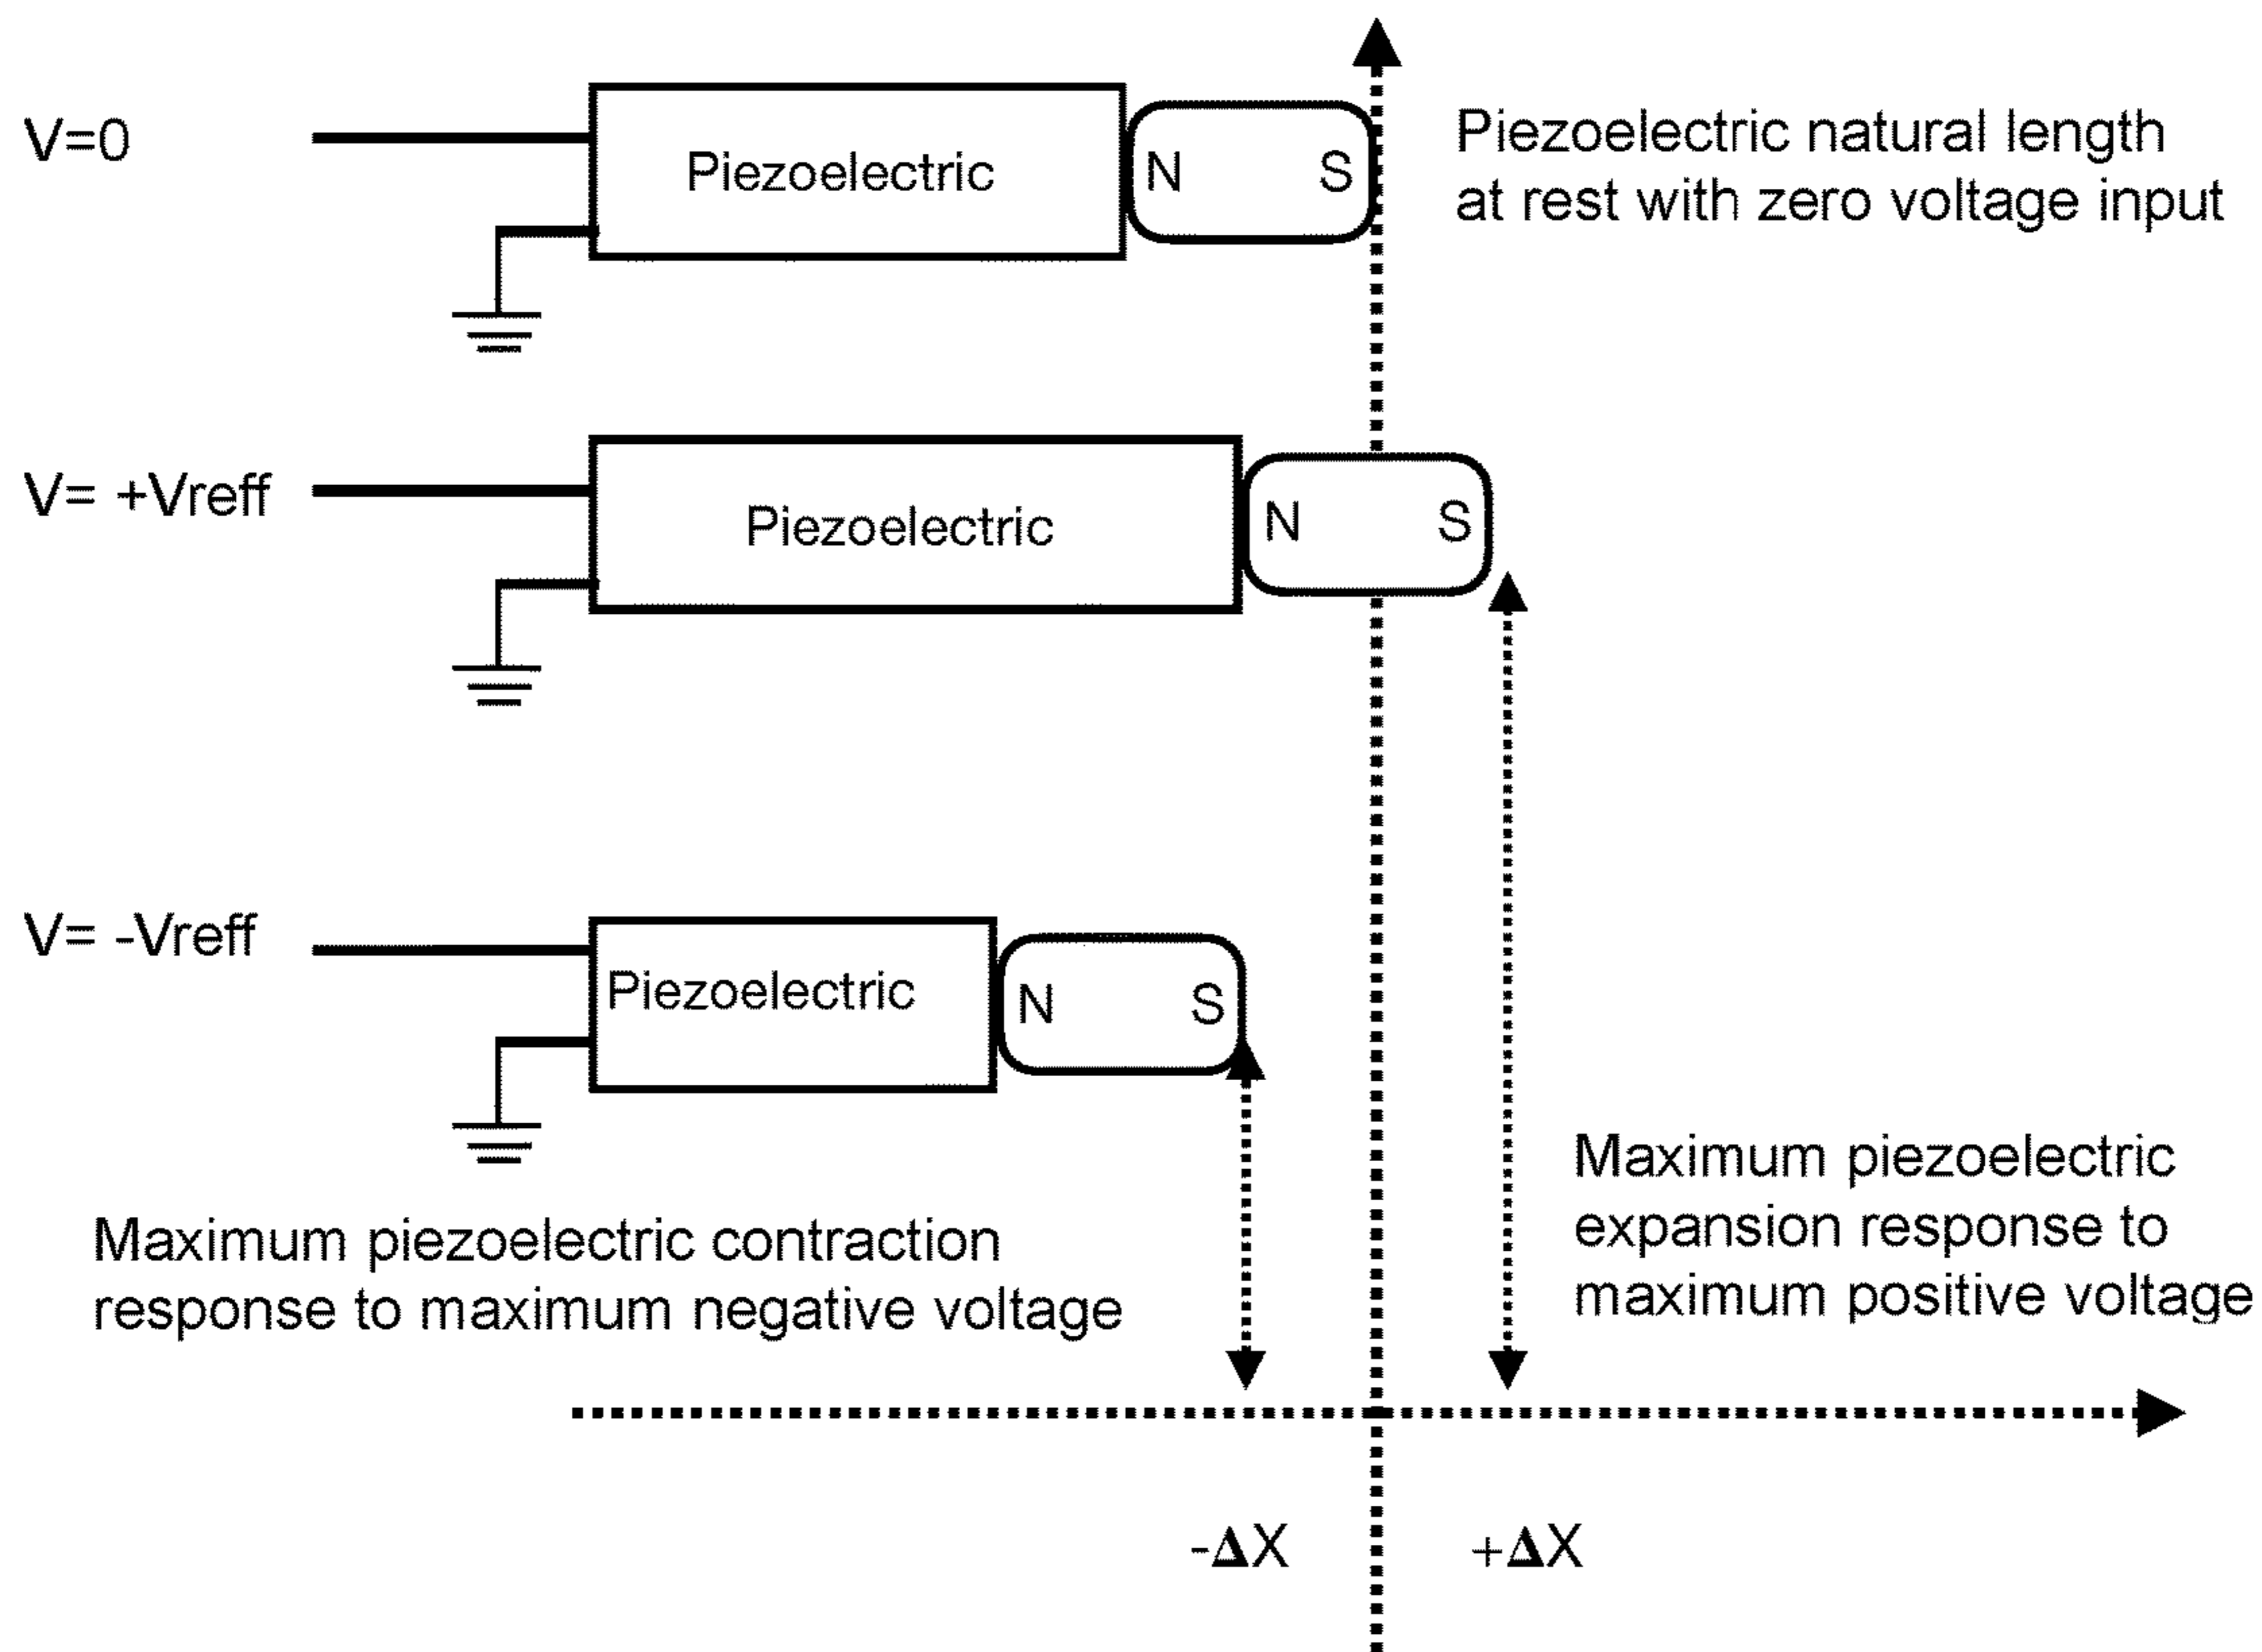 V=0
Piezoelectric
N S
Piezoelectric natural length
at rest with zero voltage input
V= +Vreff
Piezoelectric
N S
V= -Vreff
Piezoelectric
N S
Maximum piezoelectric contraction
response to maximum negative voltage
Maximum piezoelectric
expansion response to
maximum positive voltage
-ΔX
+ΔX